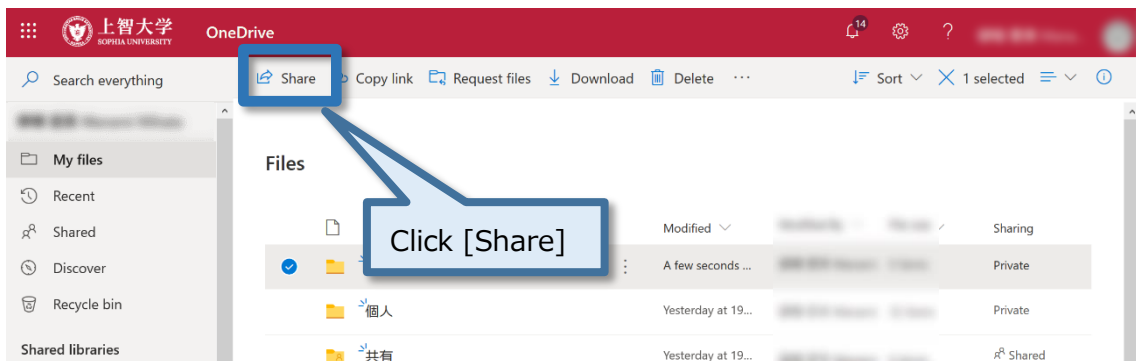 上智大学
SOPHIA UNIVERSITY
OneDrive
14
?
Search everything
Share
Copy link
Request files
Download
Delete
...
Sort
1 selected
My files
Recent
Shared
Discover
Recycle bin
Shared libraries
Files
Click [Share]
Modified
Sharing
A few seconds ...
Private
個人
Yesterday at 19...
Private
共有
Yesterday at 19...
Shared